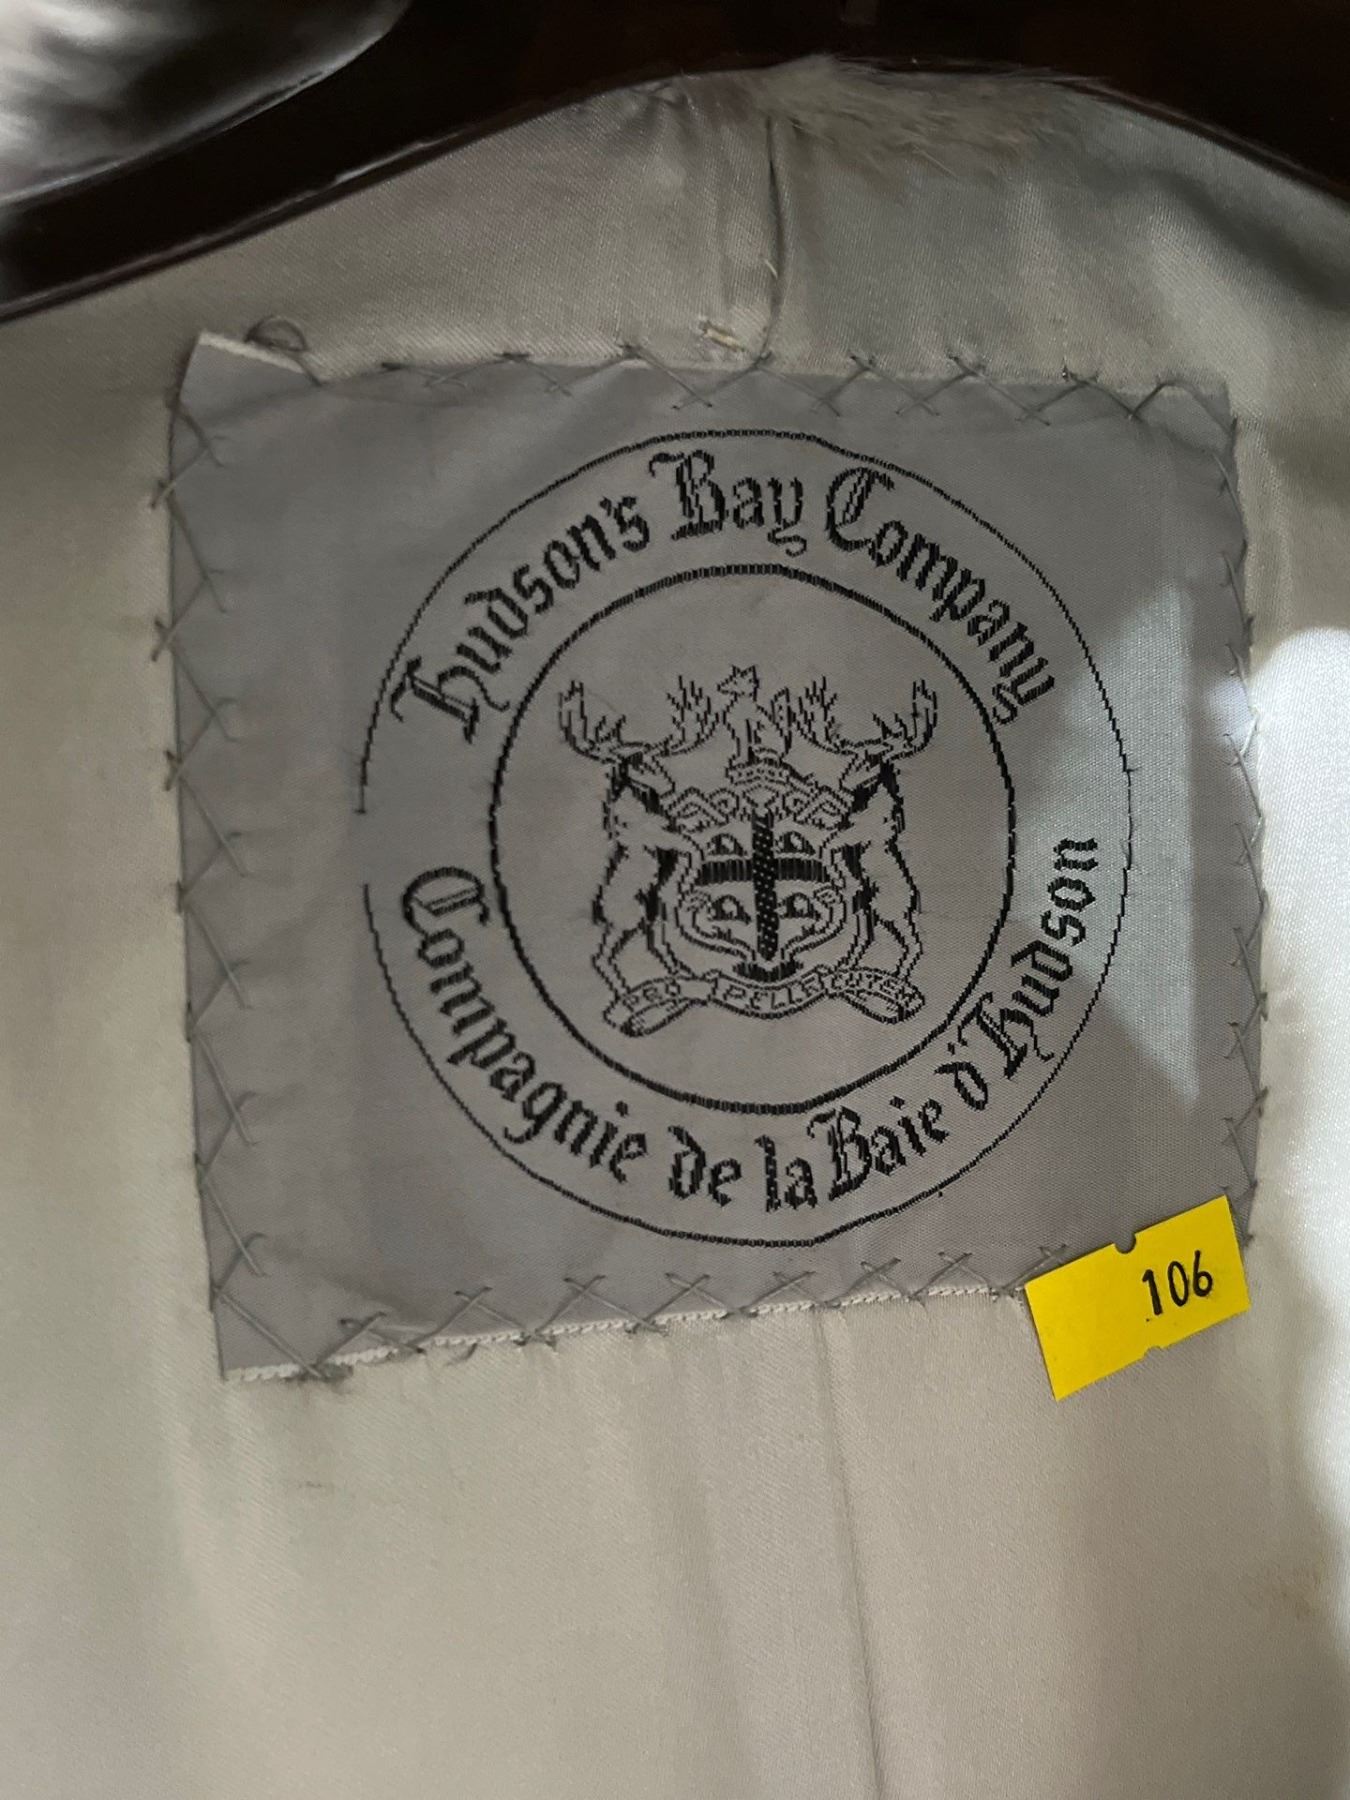 Hudson's Bay Company
PRO PELLE CUTEM
Compagnie de la Baie d'Hudson
106